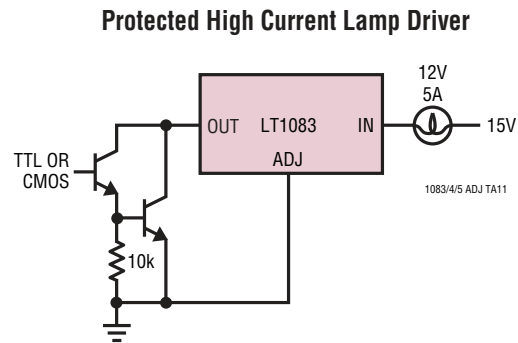 Protected High Current Lamp Driver
12V
5A
OUT LT1083 IN
15V
ADJ
TTL OR
CMOS
1083/4/5 ADJ TA11
10k